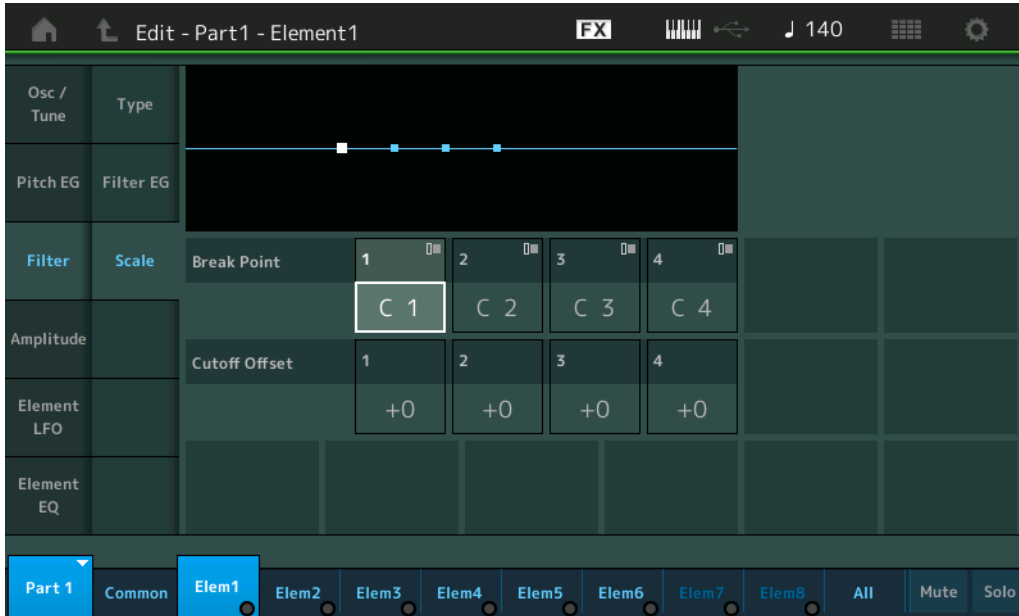 Edit - Part1 - Element1 FX ♩ 140
Osc /
Tune
Type
Pitch EG
Filter EG
Filter
Scale
Break Point 1 2 3 4
C 1 C 2 C 3 C 4
Amplitude
Cutoff Offset 1 2 3 4
+0 +0 +0 +0
Element
LFO
Element
EQ
Part 1 Common Elem1 Elem2 Elem3 Elem4 Elem5 Elem6 Elem7 Elem8 All Mute Solo